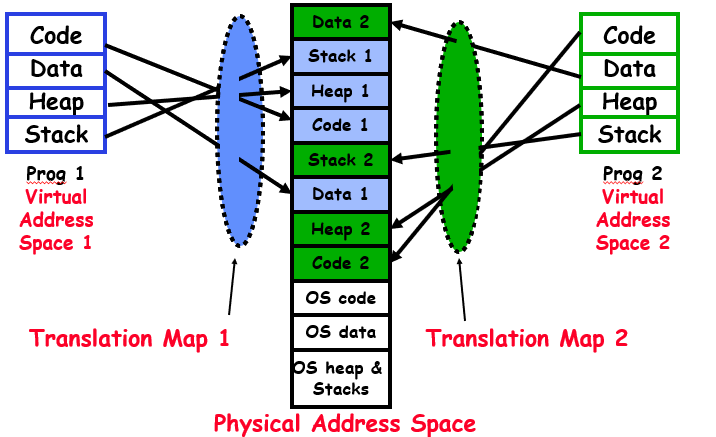 Code
Data
Heap
Stack
Prog 1
Virtual
Address
Space 1
Data 2
Stack 1
Heap 1
Code 1
Stack 2
Data 1
Heap 2
Code 2
OS code
OS data
OS heap &
Stacks
Code
Data
Heap
Stack
Prog 2
Virtual
Address
Space 2
Translation Map 1
Translation Map 2
Physical Address Space